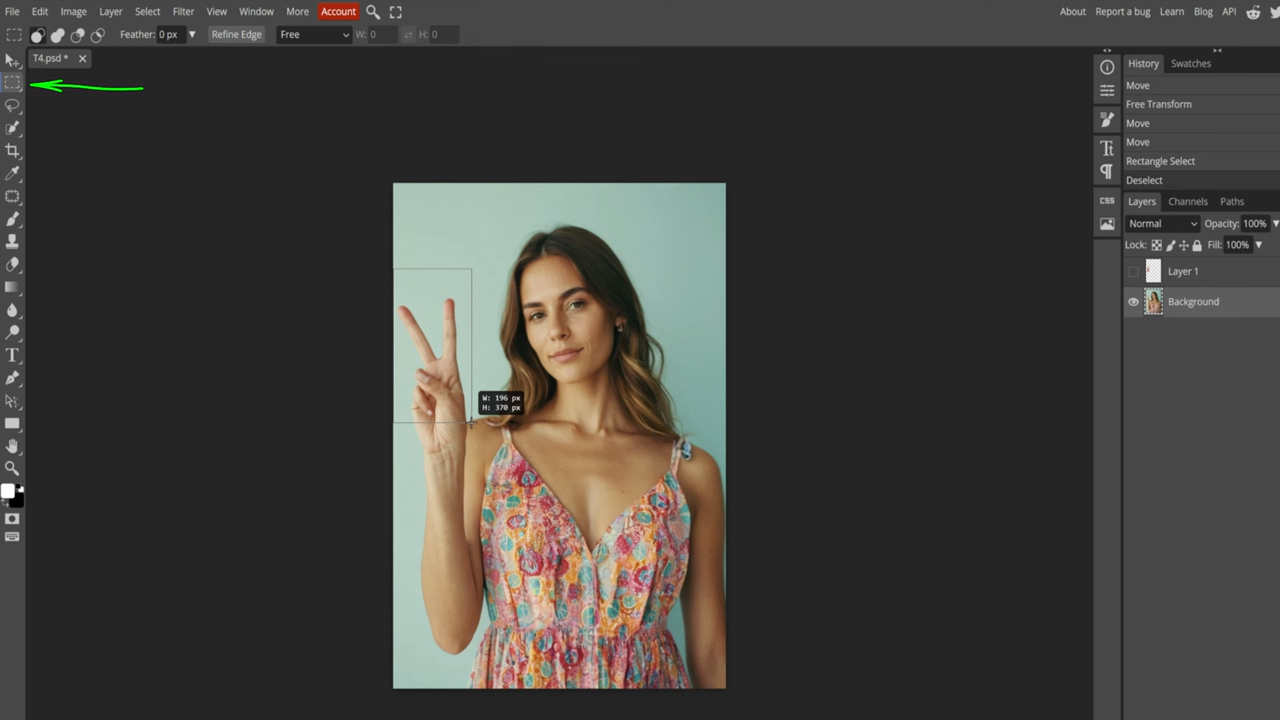 File Edit Image Layer Select Filter View Window More Account About Report a bug Learn Blog API
Feather: 0 px Refine Edge Free W: 0 H: 0
T4.psd *
History Swatches
Move
Free Transform
Move
Move
Rectangle Select
Deselect
Layers Channels Paths
Normal Opacity: 100%
Lock: Fill: 100%
Layer 1
Background
CSS
W: 196 px
H: 370 px